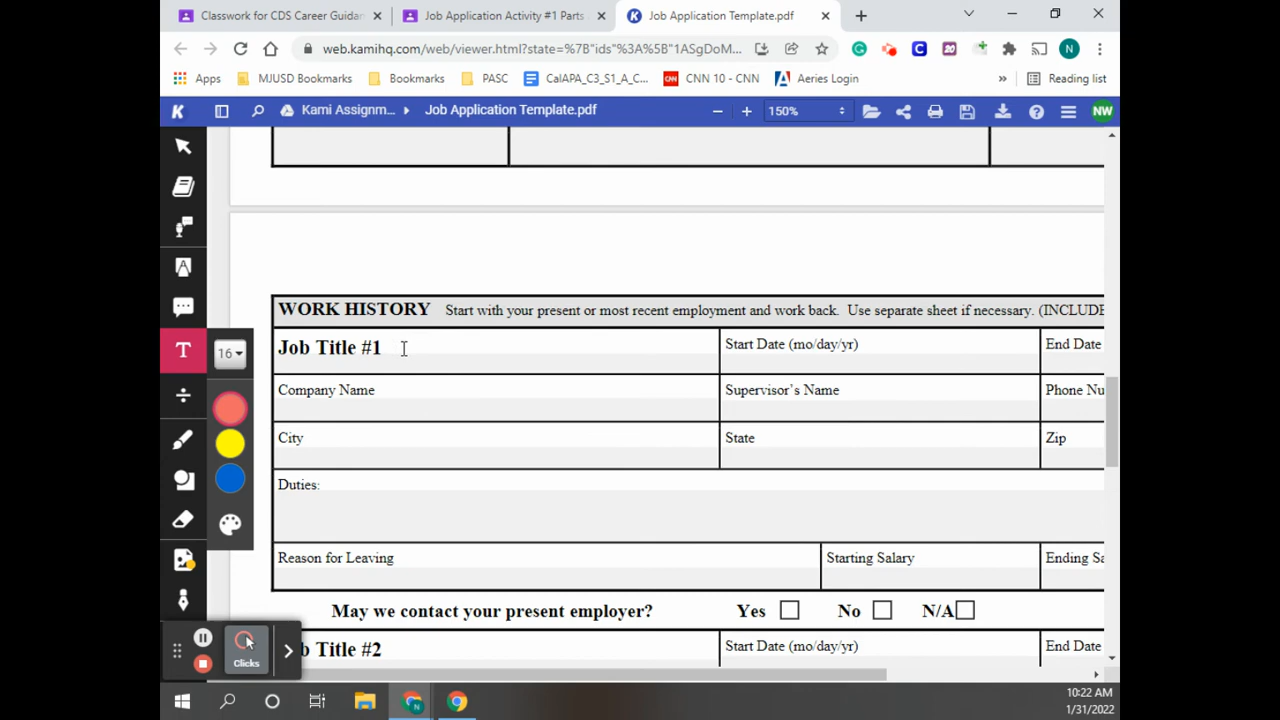 Classwork for CDS Career Guidan
Job Application Activity #1 Parts
Job Application Template.pdf
web.kamihq.com/web/viewer.html?state=%7B"ids"%3A%5B"1ASgDoM...
N
Apps
MJUSD Bookmarks
Bookmarks
PASC
CalAPA_C3_S1_A_C...
CNN 10 - CNN
Aeries Login
»
Reading list
K
Kami Assignm...
Job Application Template.pdf
150%
NW
WORK HISTORY Start with your present or most recent employment and work back. Use separate sheet if necessary. (INCLUDE
Job Title #1
Start Date (mo/day/yr)
End Date
Company Name
Supervisor's Name
Phone Nu
City
State
Zip
Duties:
Reason for Leaving
Starting Salary
Ending Sa
May we contact your present employer? Yes No N/A
b Title #2
Start Date (mo/day/yr)
End Date
T
16
Clicks
10:22 AM
1/31/2022